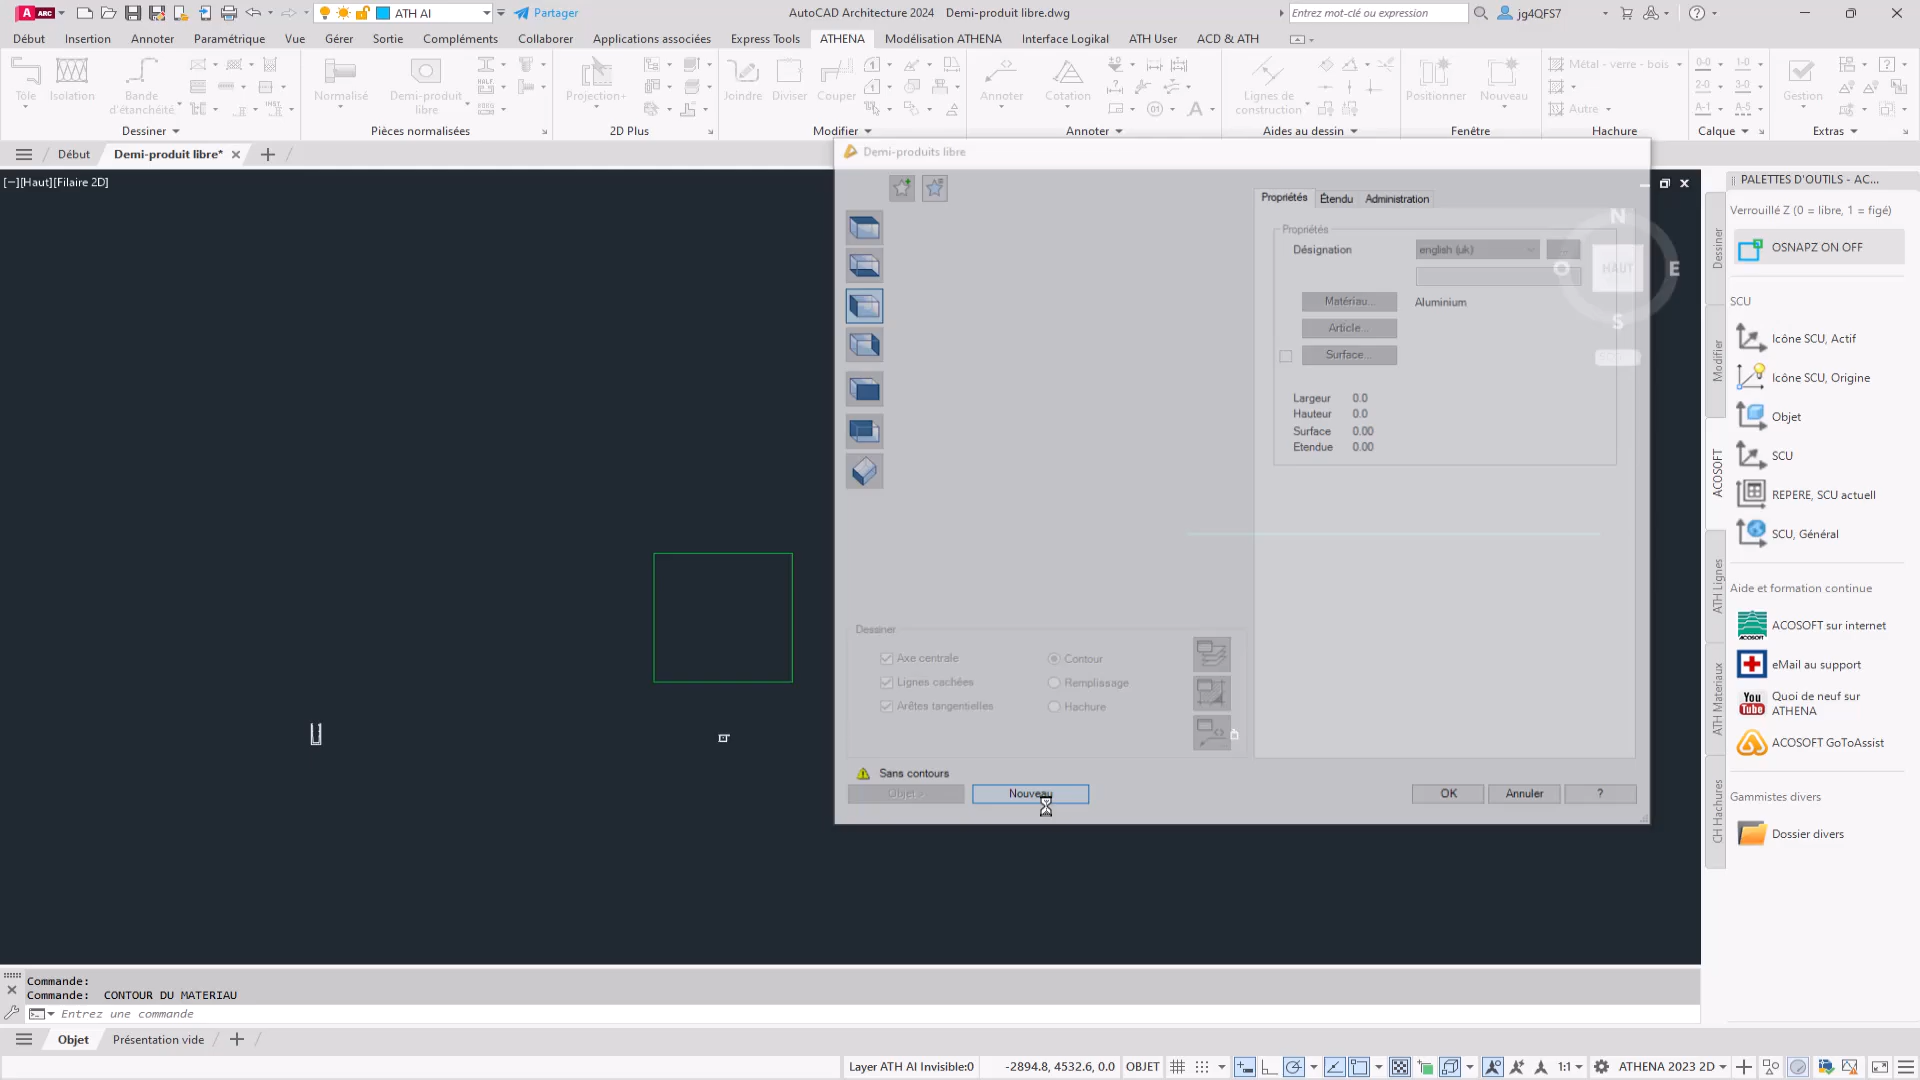 ARC
ATH AI
Partager
AutoCAD Architecture 2024 Demi-produit libre.dwg
Entrez mot-clé ou expression
jg4QFS7
Début Insertion Annoter Paramétrique Vue Gérer Sortie Compléments Collaborer Applications associées Express Tools ATHENA Modélisation ATHENA Interface Logikal ATH User ACD & ATH
Tôle Isolation Bande d'étanchéité Normalisé Demi-produit libre Projection+ Joindre Diviser Couper Annoter Cotation Lignes de construction Positionner Nouveau Métal - verre - bois Autre Gestion
Dessiner Pièces normalisées 2D Plus Modifier Annoter Aides au dessin Fenêtre Hachure Calque Extras
Début Demi-produit libre*
[−][Haut][Filaire 2D]
Demi-produits libre
Propriétés Étendu Administration
Propriétés
Désignation english (uk) ...
Matériau... Aluminium
Article...
Surface...
Largeur 0.0
Hauteur 0.0
Surface 0.00
Etendue 0.00
N
O HAUT E
S
Dessiner
Axe centrale Contour
Lignes cachées Remplissage
Arêtes tangentielles Hachure
Sans contours
Objet > Nouveau OK Annuler ?
PALETTES D'OUTILS - AC...
Verrouillé Z (0 = libre, 1 = figé)
OSNAPZ ON OFF
SCU
Icône SCU, Actif
Icône SCU, Origine
Objet
SCU
REPERE, SCU actuell
SCU, Général
Aide et formation continue
ACOSOFT sur internet
eMail au support
Quoi de neuf sur ATHENA
ACOSOFT GoToAssist
Gammistes divers
Dossier divers
Dessiner
Modifier
ACOSOFT
ATH Lignes
ATH Materiaux
CH Hachures
Commande:
Commande: CONTOUR DU MATERIAU
Entrez une commande
Objet Présentation vide
Layer ATH AI Invisible:0 -2894.8, 4532.6, 0.0 OBJET 1:1 ATHENA 2023 2D